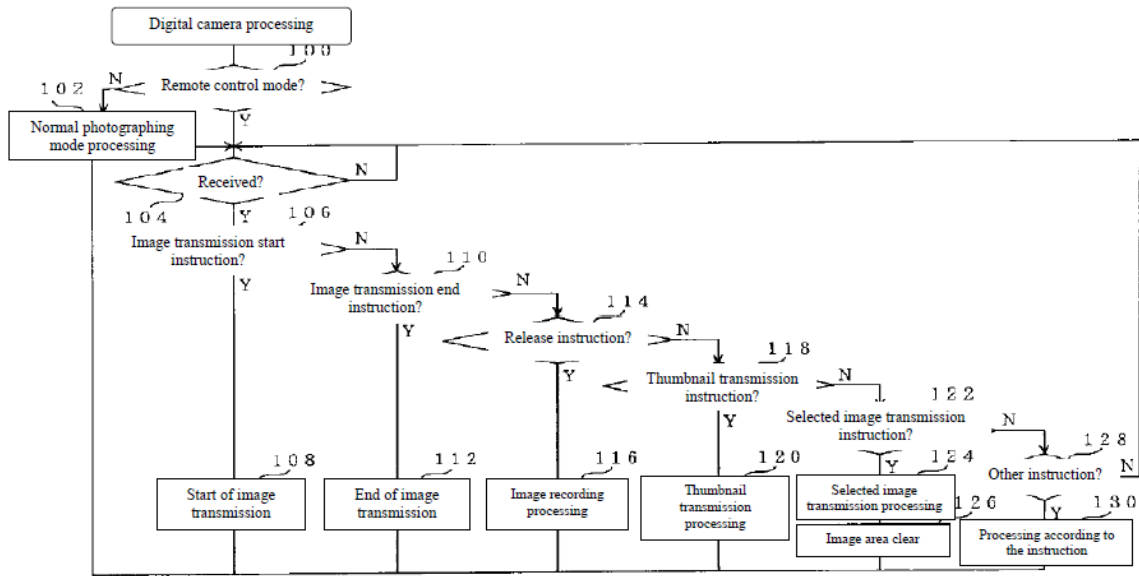 Digital camera processing
100
Remote control mode?
N
102
Y
Normal photographing
mode processing
Received?
N
104
Y
106
Image transmission start
instruction?
N
Y
110
Image transmission end
instruction?
N
Y
114
Release instruction?
N
Y
118
Thumbnail transmission
instruction?
N
Y
122
Selected image transmission
instruction?
N
Y
128
Other instruction?
N
Y
108
Start of image
transmission
112
End of image
transmission
116
Image recording
processing
120
Thumbnail
transmission
processing
124
Selected image
transmission processing
126
Image area clear
130
Processing according to
the instruction